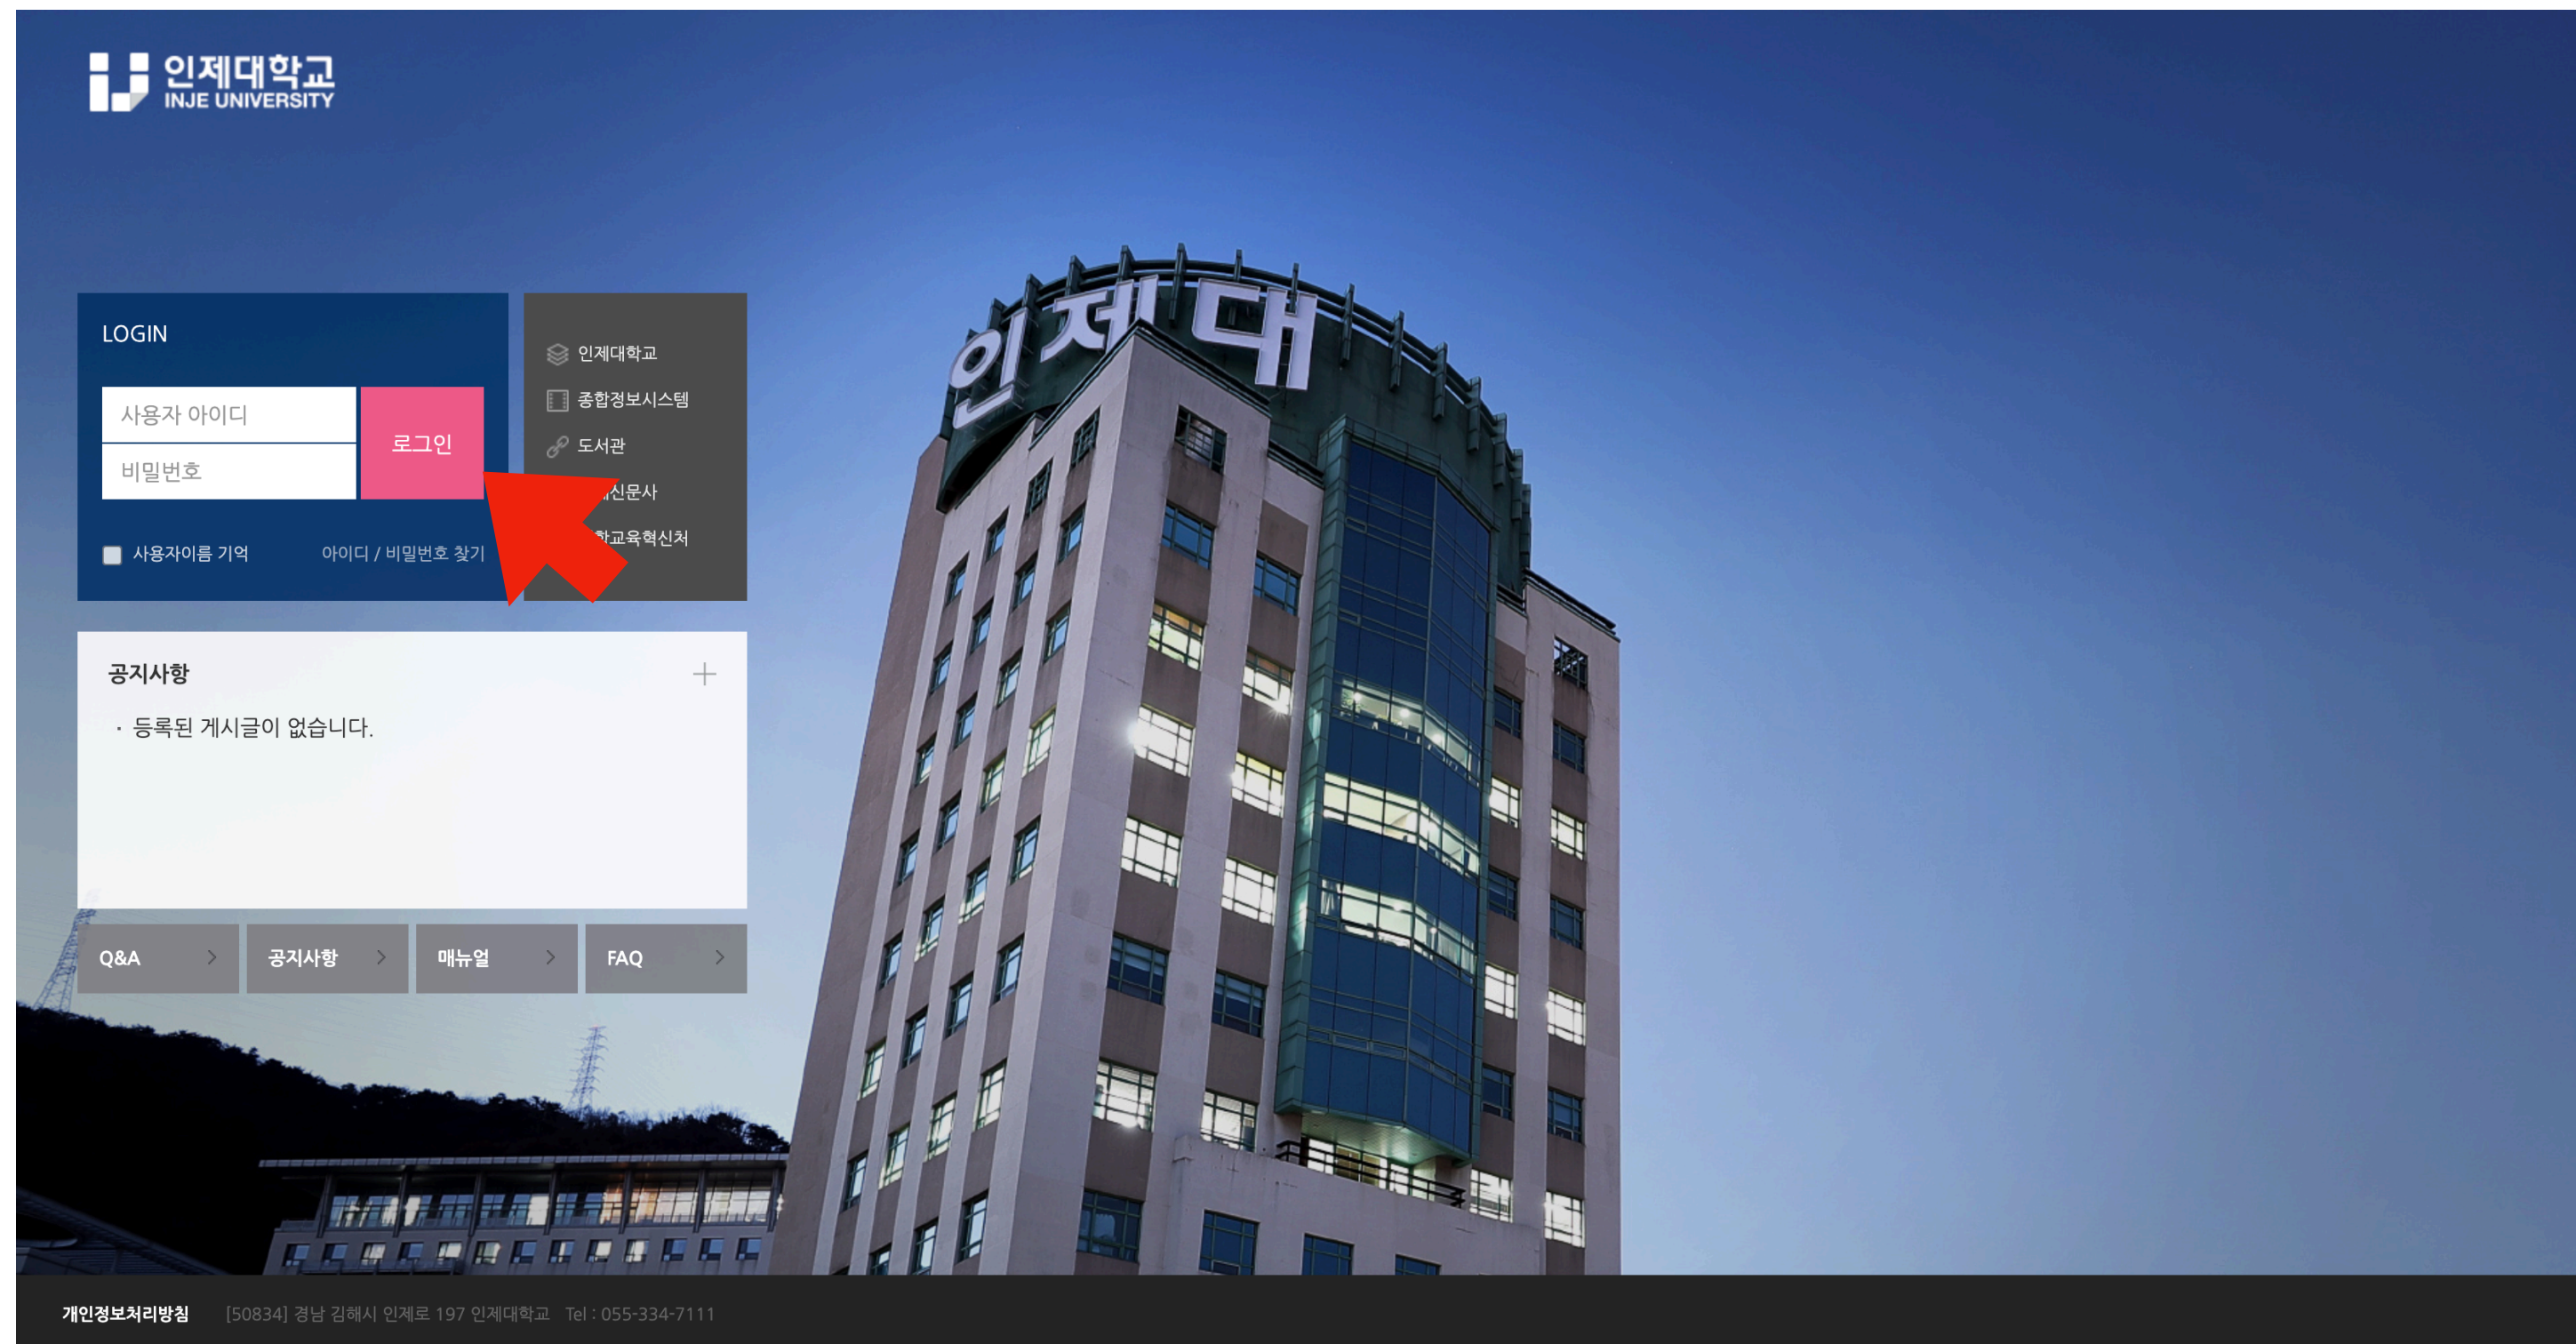 인제대학교
INJE UNIVERSITY
LOGIN
사용자 아이디
비밀번호
로그인
사용자이름 기억
아이디 / 비밀번호 찾기
인제대학교
종합정보시스템
도서관
신문사
교육혁신처
공지사항
· 등록된 게시글이 없습니다.
Q&A
공지사항
매뉴얼
FAQ
인제대
개인정보처리방침 [50834] 경남 김해시 인제로 197 인제대학교 Tel : 055-334-7111